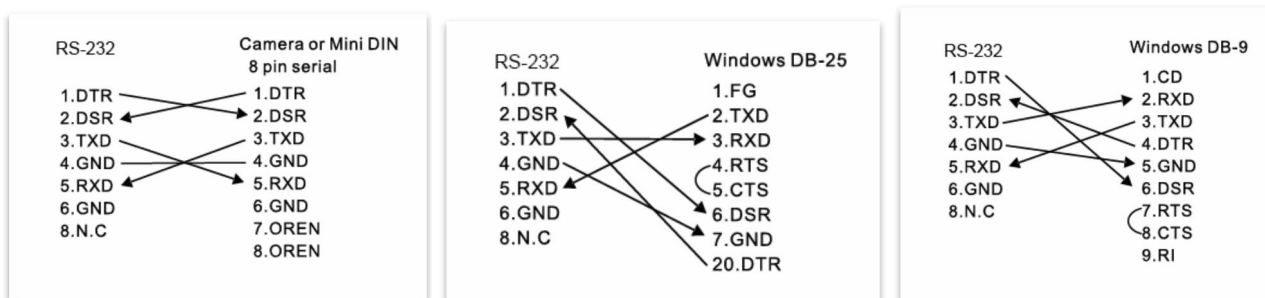 RS-232
1.DTR
2.DSR
3.TXD
4.GND
5.RXD
6.GND
8.N.C
Camera or Mini DIN
8 pin serial
1.DTR
2.DSR
3.TXD
4.GND
5.RXD
6.GND
7.OREN
8.OREN
RS-232
1.DTR
2.DSR
3.TXD
4.GND
5.RXD
6.GND
8.N.C
Windows DB-25
1.FG
2.TXD
3.RXD
4.RTS
5.CTS
6.DSR
7.GND
20.DTR
RS-232
1.DTR
2.DSR
3.TXD
4.GND
5.RXD
6.GND
8.N.C
Windows DB-9
1.CD
2.RXD
3.TXD
4.DTR
5.GND
6.DSR
7.RTS
8.CTS
9.RI